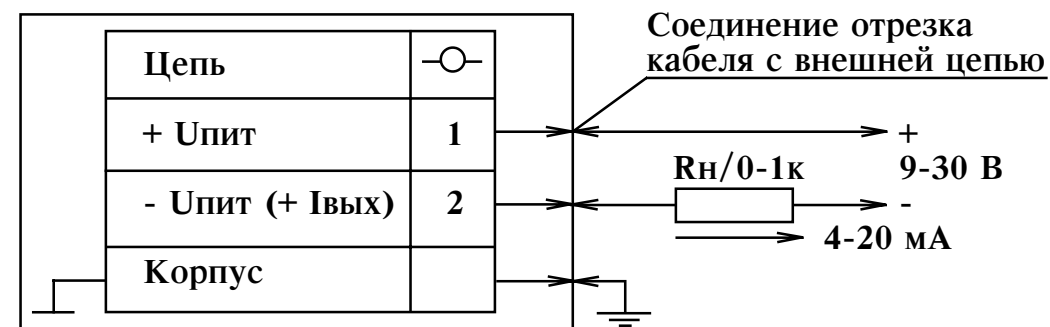 Соединение отрезка
кабеля с внешней цепью
Цепь
+ Uпит 1
+
Rн/0-1к 9-30 В
- Uпит (+ Iвых) 2
-
4-20 мА
Корпус